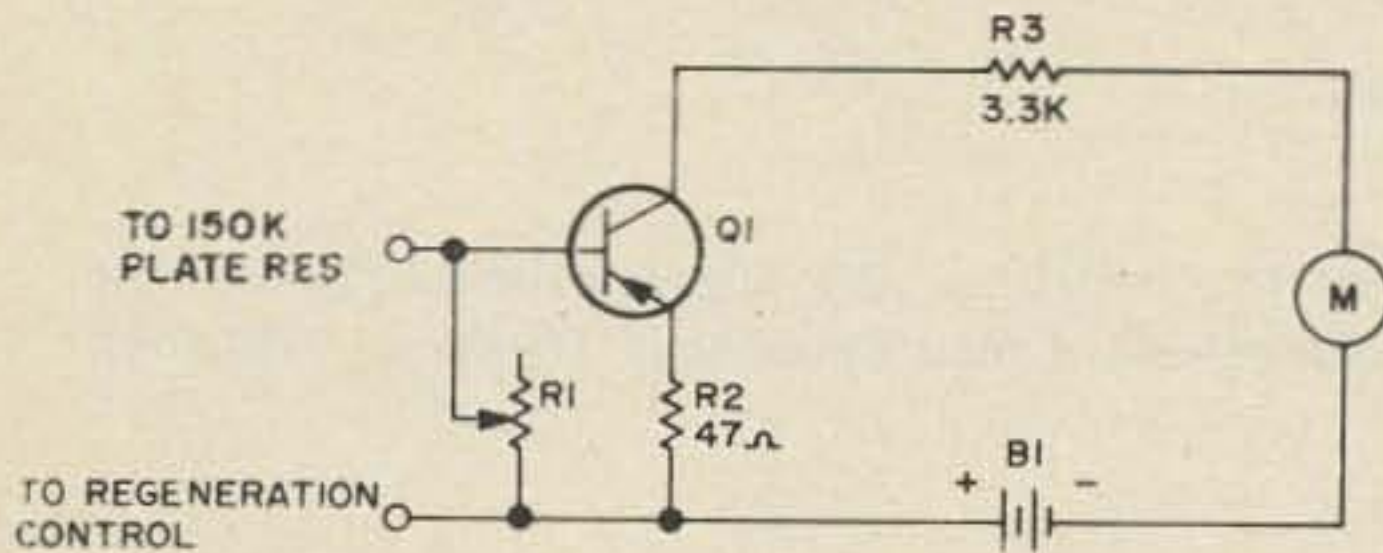 R3
3.3K
TO 150K
PLATE RES
Q1
M
R1
R2
47Ω
B1
+ -
TO REGENERATION
CONTROL